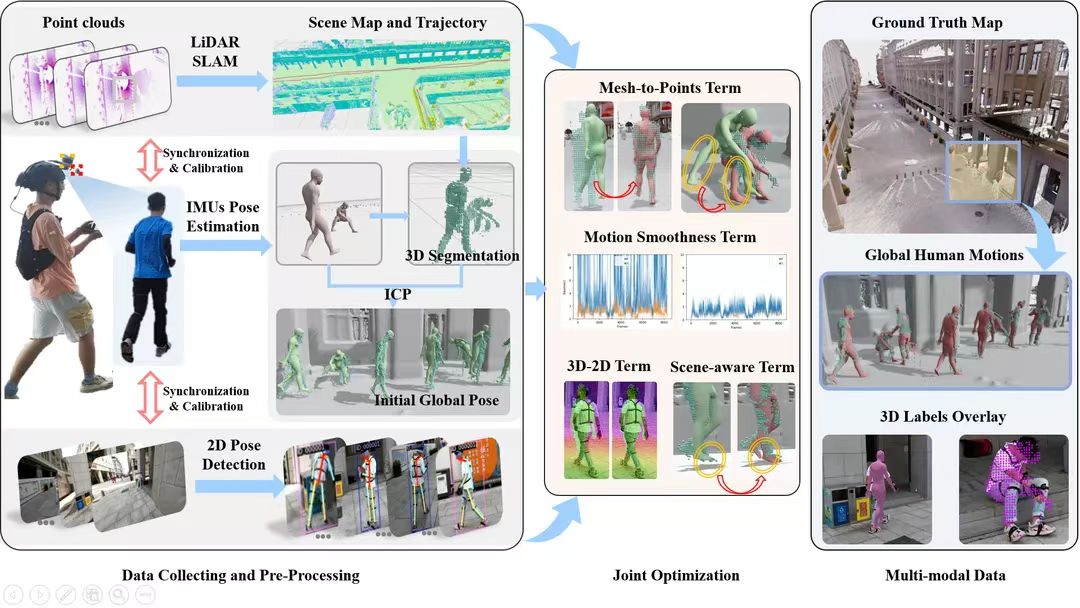 Point clouds
LiDAR
SLAM
Scene Map and Trajectory
Synchronization
& Calibration
IMUs Pose
Estimation
3D Segmentation
ICP
Initial Global Pose
Synchronization
& Calibration
2D Pose
Detection
Data Collecting and Pre-Processing
Mesh-to-Points Term
Motion Smoothness Term
3D-2D Term
Scene-aware Term
Joint Optimization
Ground Truth Map
Global Human Motions
3D Labels Overlay
Multi-modal Data